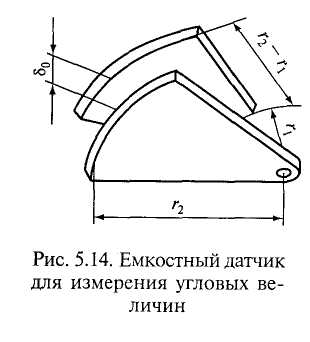 δ₀
r₂ − r₁
r₁
r₂
Рис. 5.14. Емкостный датчик
для измерения угловых ве-
личин